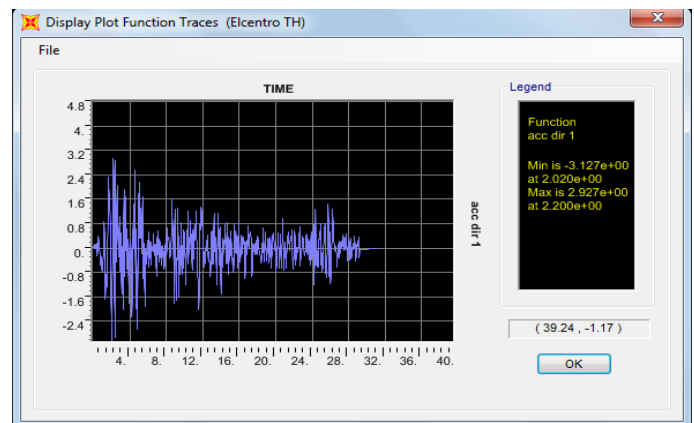 Display Plot Function Traces (Elcentro TH)
File
TIME
4.8
4.
3.2
2.4
1.6
0.8
0.
-0.8
-1.6
-2.4
4. 8. 12. 16. 20. 24. 28. 32. 36. 40.
acc dir 1
Legend
Function
acc dir 1
Min is -3.127e+00
at 2.020e+00
Max is 2.927e+00
at 2.200e+00
( 39.24 , -1.17 )
OK